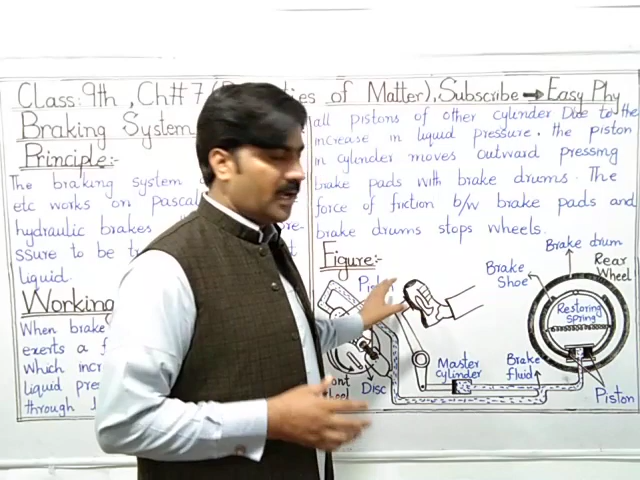 Class: 9th, Ch# 7 (ties of Matter), Subscribe → Easy Phy
Braking System
Principle:-
The braking system
etc works on pascal
hydraulic brakes
ssure to be tr
liquid.
Working
When brake
exerts a f
which incr
liquid pre
through
all pistons of other cylinder Due to the
increase in liquid pressure. the piston
in cylinder moves outward pressing
brake pads with brake drums. The
force of friction b/w brake pads and
brake drums stops wheels.
Figure:-
Piston
Disc
Master
cylinder
Brake
fluid
Brake
Shoe
Brake drum
Rear
Wheel
Restoring
Spring
Piston